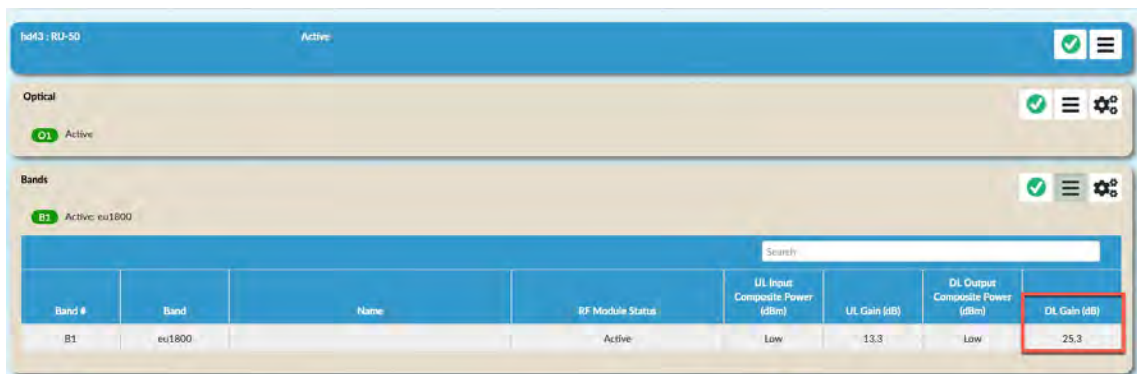 hd43 : RU-50 Active
Optical
O1 Active
Bands
B1 Active: eu1800
Search
Band # Band Name RF Module Status UL Input Composite Power (dBm) UL Gain (dB) DL Output Composite Power (dBm) DL Gain (dB)
B1 eu1800 Active Low 13.3 Low 25.3